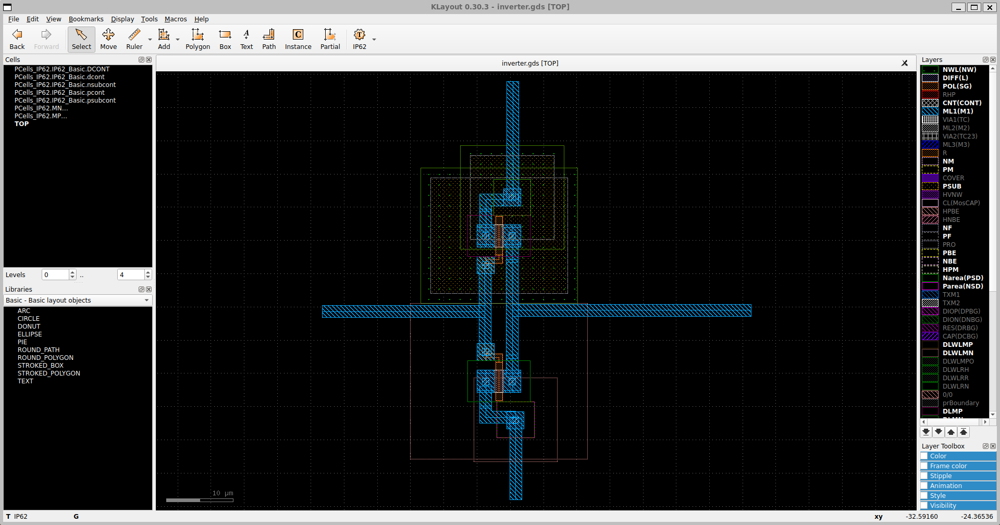 KLayout 0.30.3 - inverter.gds [TOP]
File Edit View Bookmarks Display Tools Macros Help
Back Forward Select Move Ruler Add Polygon Box Text Path Instance Partial IP62
Cells
PCells_IP62.IP62_Basic.DCONT
PCells_IP62.IP62_Basic.dcont
PCells_IP62.IP62_Basic.nsubcont
PCells_IP62.IP62_Basic.pcont
PCells_IP62.IP62_Basic.psubcont
PCells_IP62.MN...
PCells_IP62.MP...
TOP
Levels 0 .. 4
Libraries
Basic - Basic layout objects
ARC
CIRCLE
DONUT
ELLIPSE
PIE
ROUND_PATH
ROUND_POLYGON
STROKED_BOX
STROKED_POLYGON
TEXT
inverter.gds [TOP]
10 μm
Layers
NWL(NW)
DIFF(L)
POL(SG)
RHP
CNT(CONT)
ML1(M1)
VIA1(TC)
ML2(M2)
VIA2(TC23)
ML3(M3)
R
NM
PM
COVER
PSUB
HVNW
CL(MosCAP)
HPBE
HNBE
NF
PF
PRO
PBE
NBE
HPM
Narea(PSD)
Parea(NSD)
TXM1
TXM2
DIOP(DPBG)
DION(DNBG)
RES(DRBG)
CAP(DCBG)
DLWLMP
DLWLMN
DLWLMPO
DLWLRH
DLWLRR
DLWLRN
0/0
prBoundary
DLMP
Layer Toolbox
Color
Frame color
Stipple
Animation
Style
Visibility
T IP62 G xy -32.59160 -24.36536